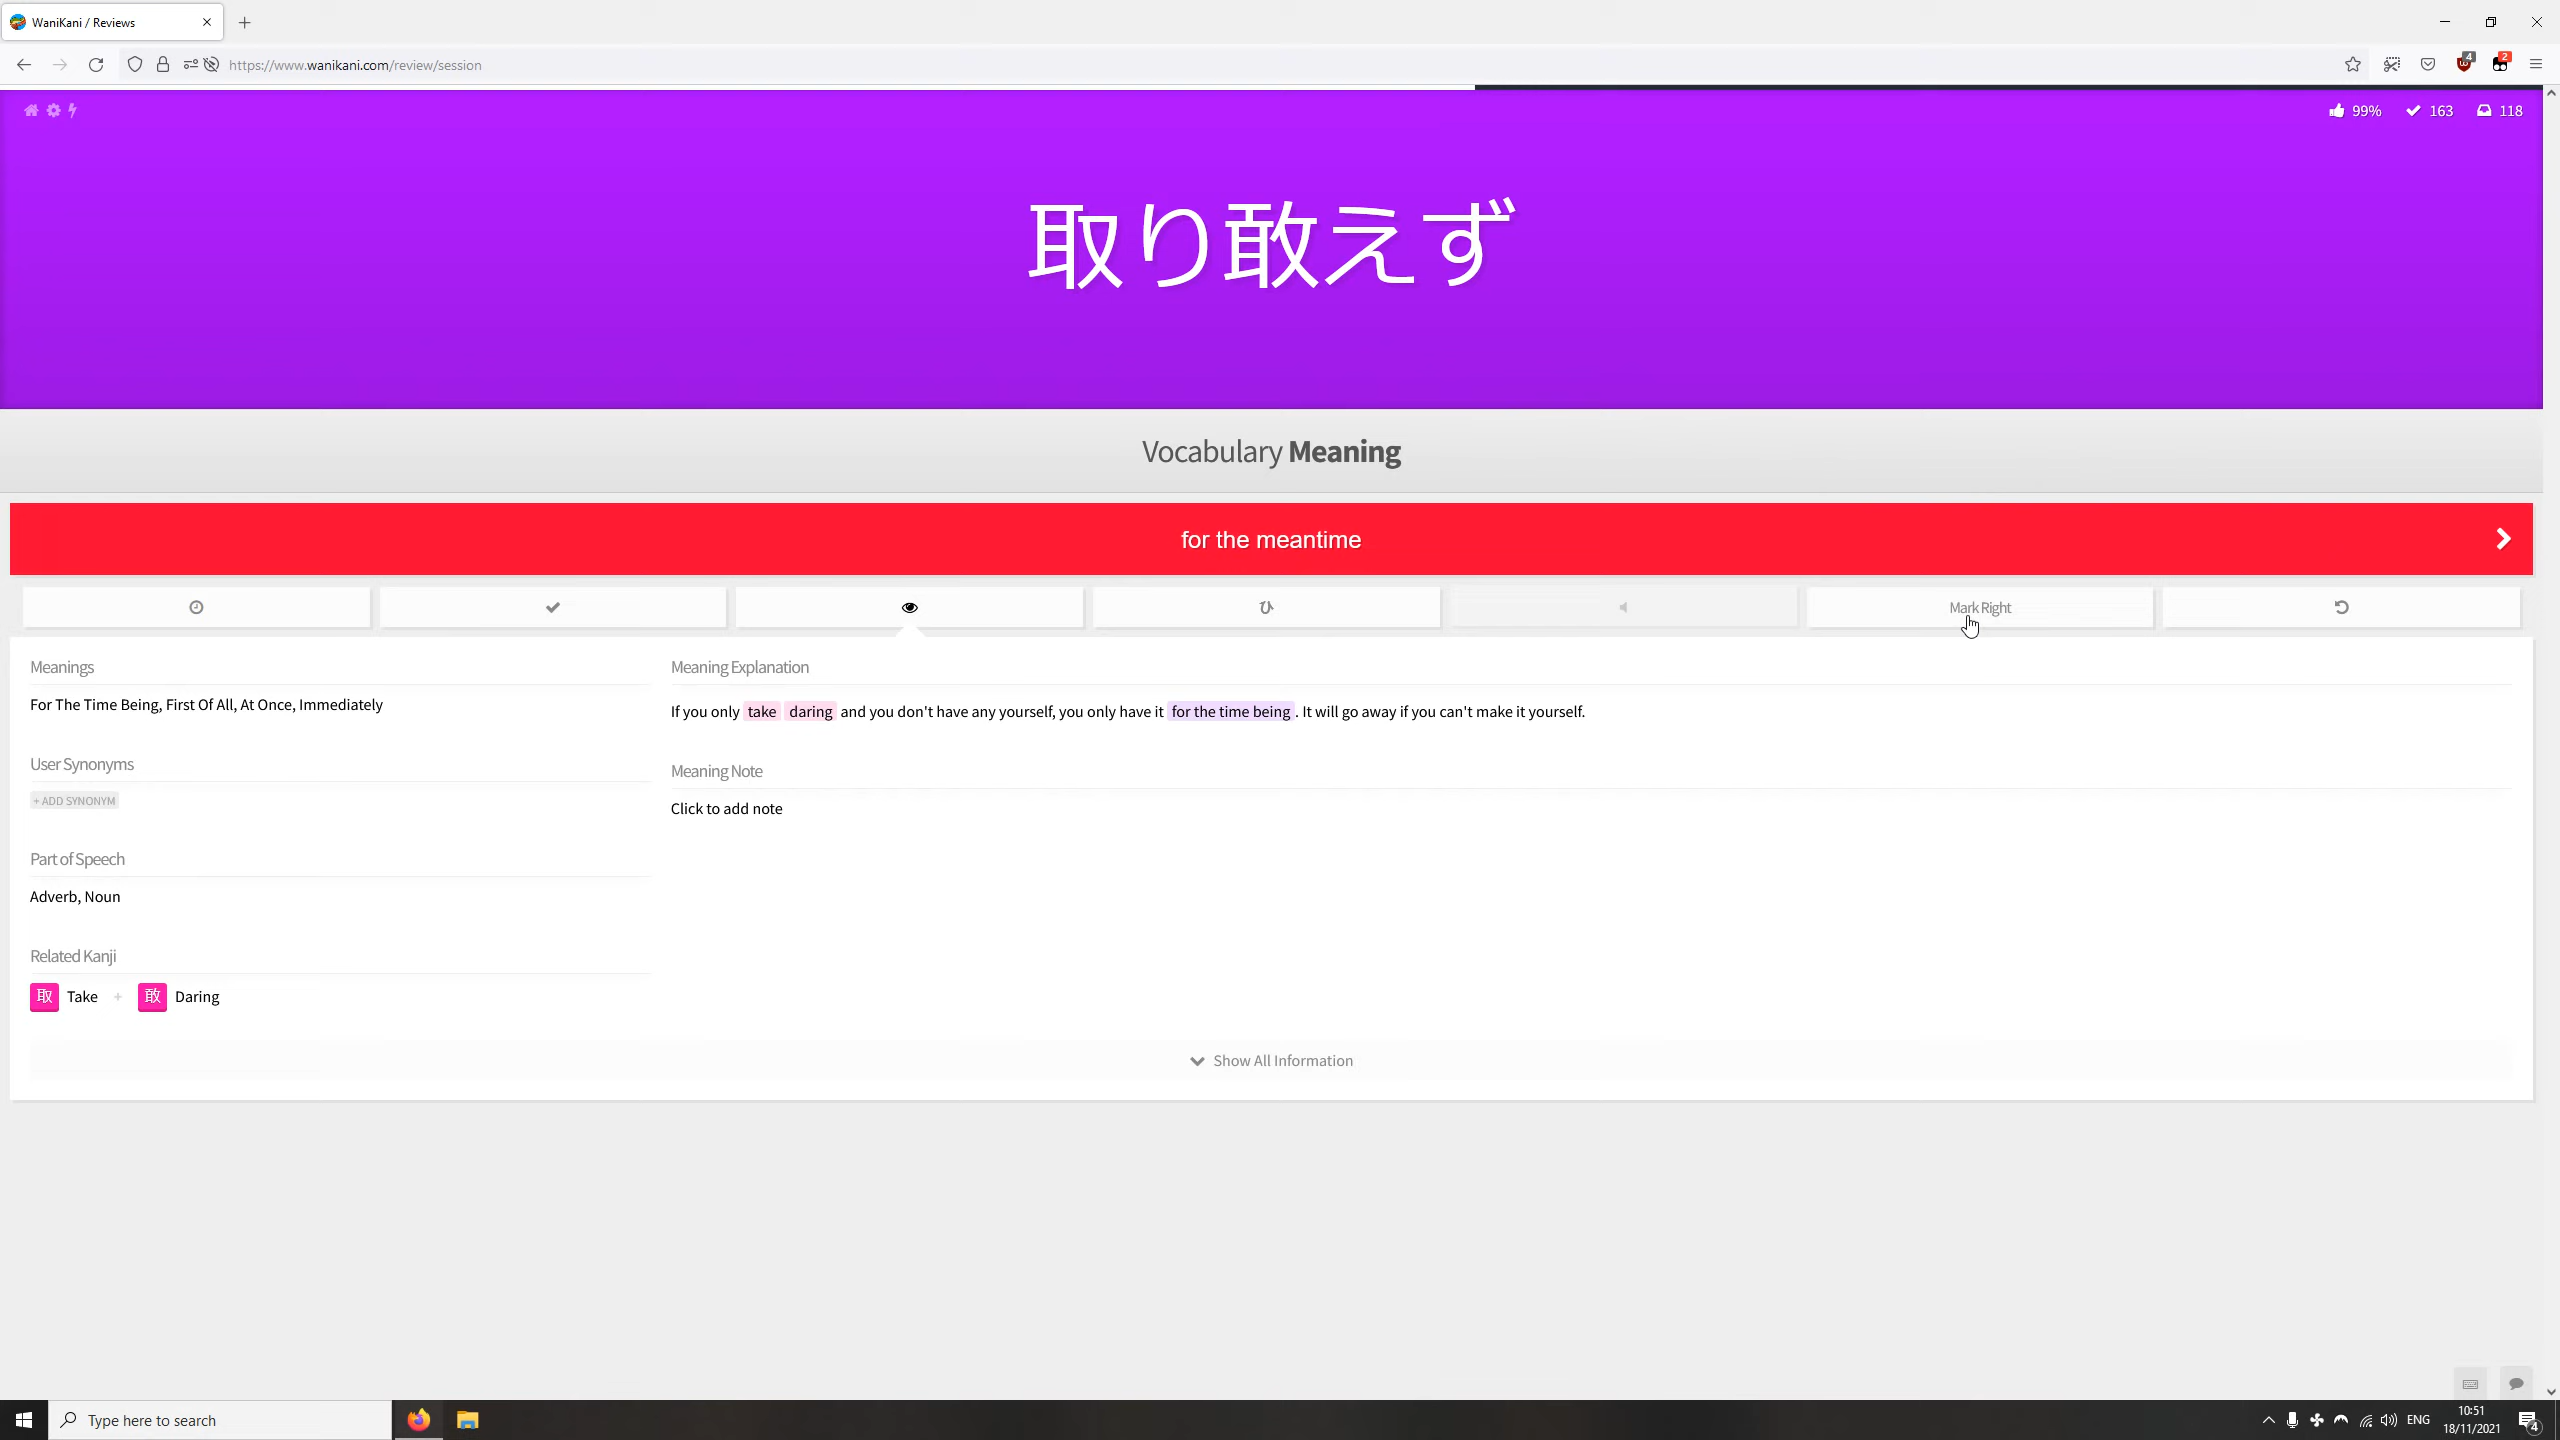 WaniKani / Reviews
https://www.wanikani.com/review/session
4
2
99%
163
118
取り敢えず
Vocabulary Meaning
for the meantime
ひ
Mark Right
Meanings
For The Time Being, First Of All, At Once, Immediately
User Synonyms
+ ADD SYNONYM
Part of Speech
Adverb, Noun
Related Kanji
取 Take + 敢 Daring
Meaning Explanation
If you only take daring and you don't have any yourself, you only have it for the time being . It will go away if you can't make it yourself.
Meaning Note
Click to add note
Show All Information
Type here to search
ENG
10:51
18/11/2021
4